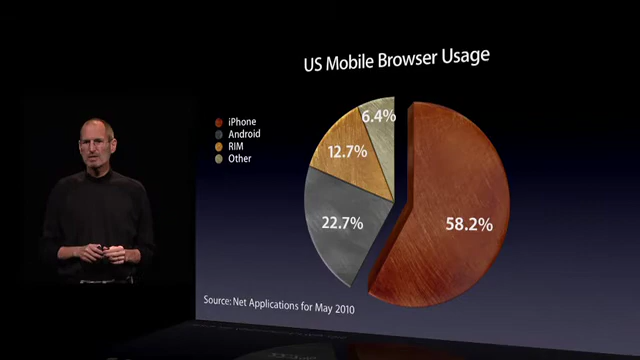 US Mobile Browser Usage
iPhone
Android
RIM
Other
6.4%
12.7%
22.7%
58.2%
Source: Net Applications for May 2010